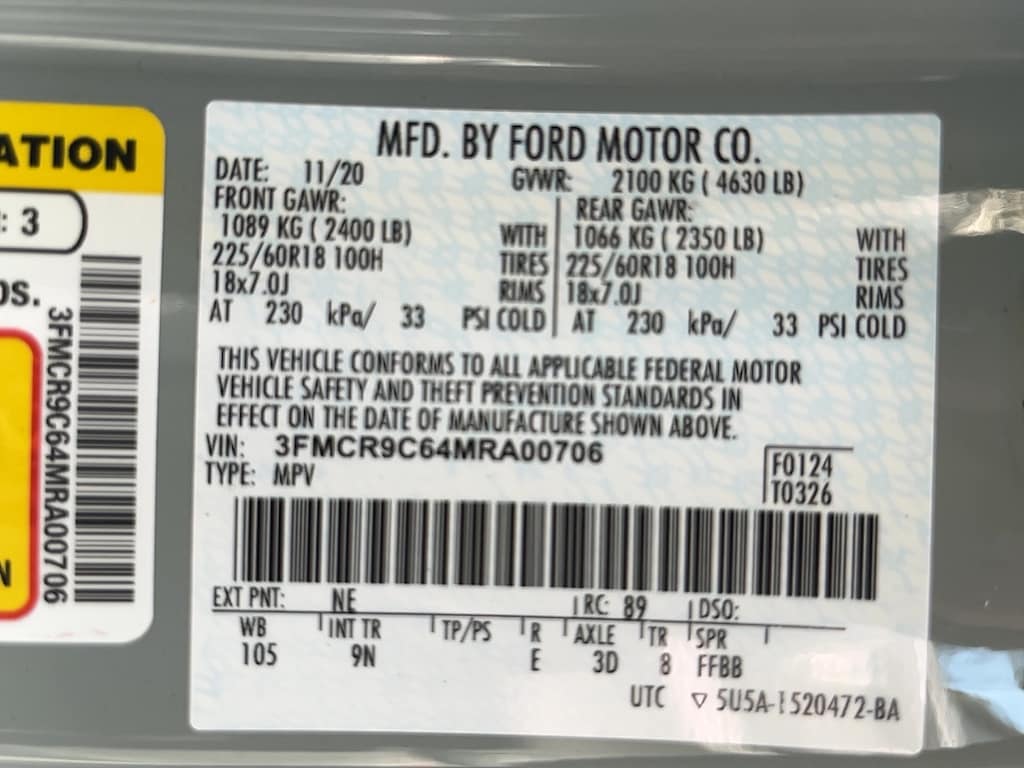 ATION
: 3
OS.
3FMCR9C64MRA00706
N
MFD. BY FORD MOTOR CO.
DATE: 11/20 GVWR: 2100 KG ( 4630 LB)
FRONT GAWR: REAR GAWR:
1089 KG ( 2400 LB) WITH 1066 KG ( 2350 LB) WITH
225/60R18 100H TIRES 225/60R18 100H TIRES
18x7.0J RIMS 18x7.0J RIMS
AT 230 kPa/ 33 PSI COLD AT 230 kPa/ 33 PSI COLD
THIS VEHICLE CONFORMS TO ALL APPLICABLE FEDERAL MOTOR
VEHICLE SAFETY AND THEFT PREVENTION STANDARDS IN
EFFECT ON THE DATE OF MANUFACTURE SHOWN ABOVE.
VIN: 3FMCR9C64MRA00706
TYPE: MPV
F0124
T0326
EXT PNT: NE RC: 89 DSO:
WB INT TR TP/PS R AXLE TR SPR
105 9N E 3D 8 FFBB
UTC ▽ 5U5A-1520472-BA